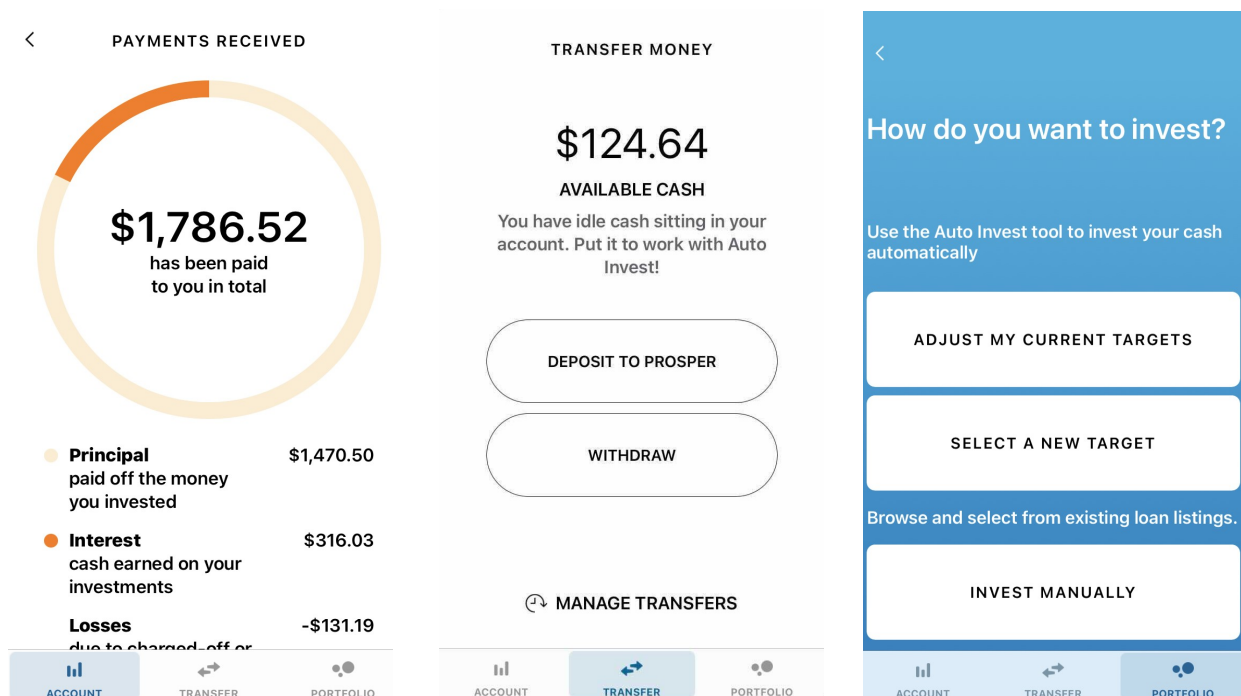 PAYMENTS RECEIVED
$1,786.52
has been paid
to you in total
Principal $1,470.50
paid off the money
you invested
Interest $316.03
cash earned on your
investments
Losses -$131.19
due to charged-off or
ACCOUNT TRANSFER PORTFOLIO
TRANSFER MONEY
$124.64
AVAILABLE CASH
You have idle cash sitting in your
account. Put it to work with Auto
Invest!
DEPOSIT TO PROSPER
WITHDRAW
MANAGE TRANSFERS
ACCOUNT TRANSFER PORTFOLIO
How do you want to invest?
Use the Auto Invest tool to invest your cash
automatically
ADJUST MY CURRENT TARGETS
SELECT A NEW TARGET
Browse and select from existing loan listings.
INVEST MANUALLY
ACCOUNT TRANSFER PORTFOLIO